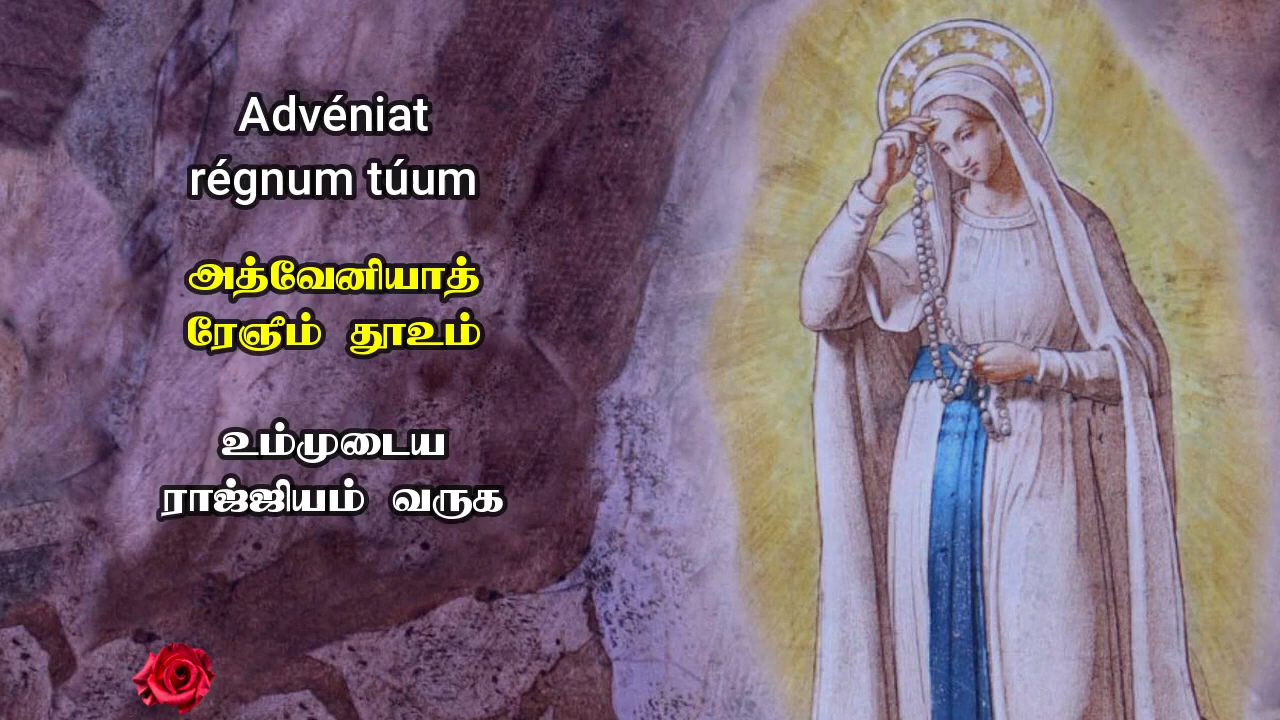 Advéniat
régnum túum
அத்வேனியாத்
ரேஞீம் தூஉம்
உம்முடைய
ராஜ்ஜியம் வருக